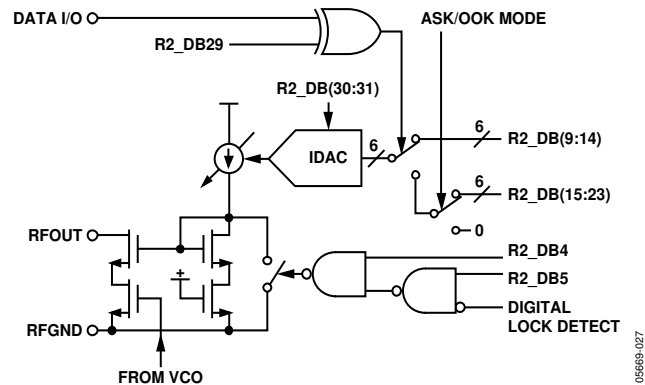 DATA I/O
ASK/OOK MODE
R2_DB29
R2_DB(30:31)
IDAC
6
6
R2_DB(9:14)
6
R2_DB(15:23)
0
RFOUT
+
R2_DB4
R2_DB5
DIGITAL
LOCK DETECT
RFGND
FROM VCO
05669-027